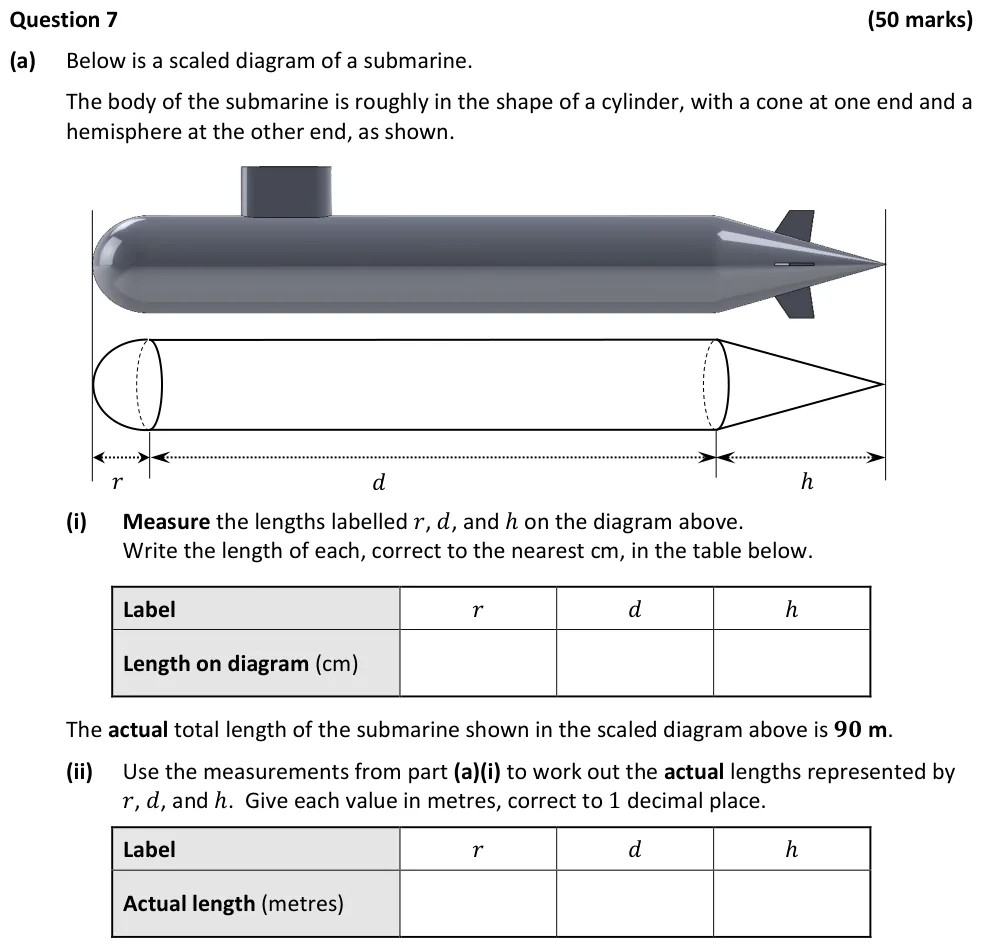 Question 7 (50 marks)
(a) Below is a scaled diagram of a submarine.
The body of the submarine is roughly in the shape of a cylinder, with a cone at one end and a
hemisphere at the other end, as shown.
r d h
(i) Measure the lengths labelled r, d, and h on the diagram above.
Write the length of each, correct to the nearest cm, in the table below.
Label r d h
Length on diagram (cm)
The actual total length of the submarine shown in the scaled diagram above is 90 m.
(ii) Use the measurements from part (a)(i) to work out the actual lengths represented by
r, d, and h. Give each value in metres, correct to 1 decimal place.
Label r d h
Actual length (metres)